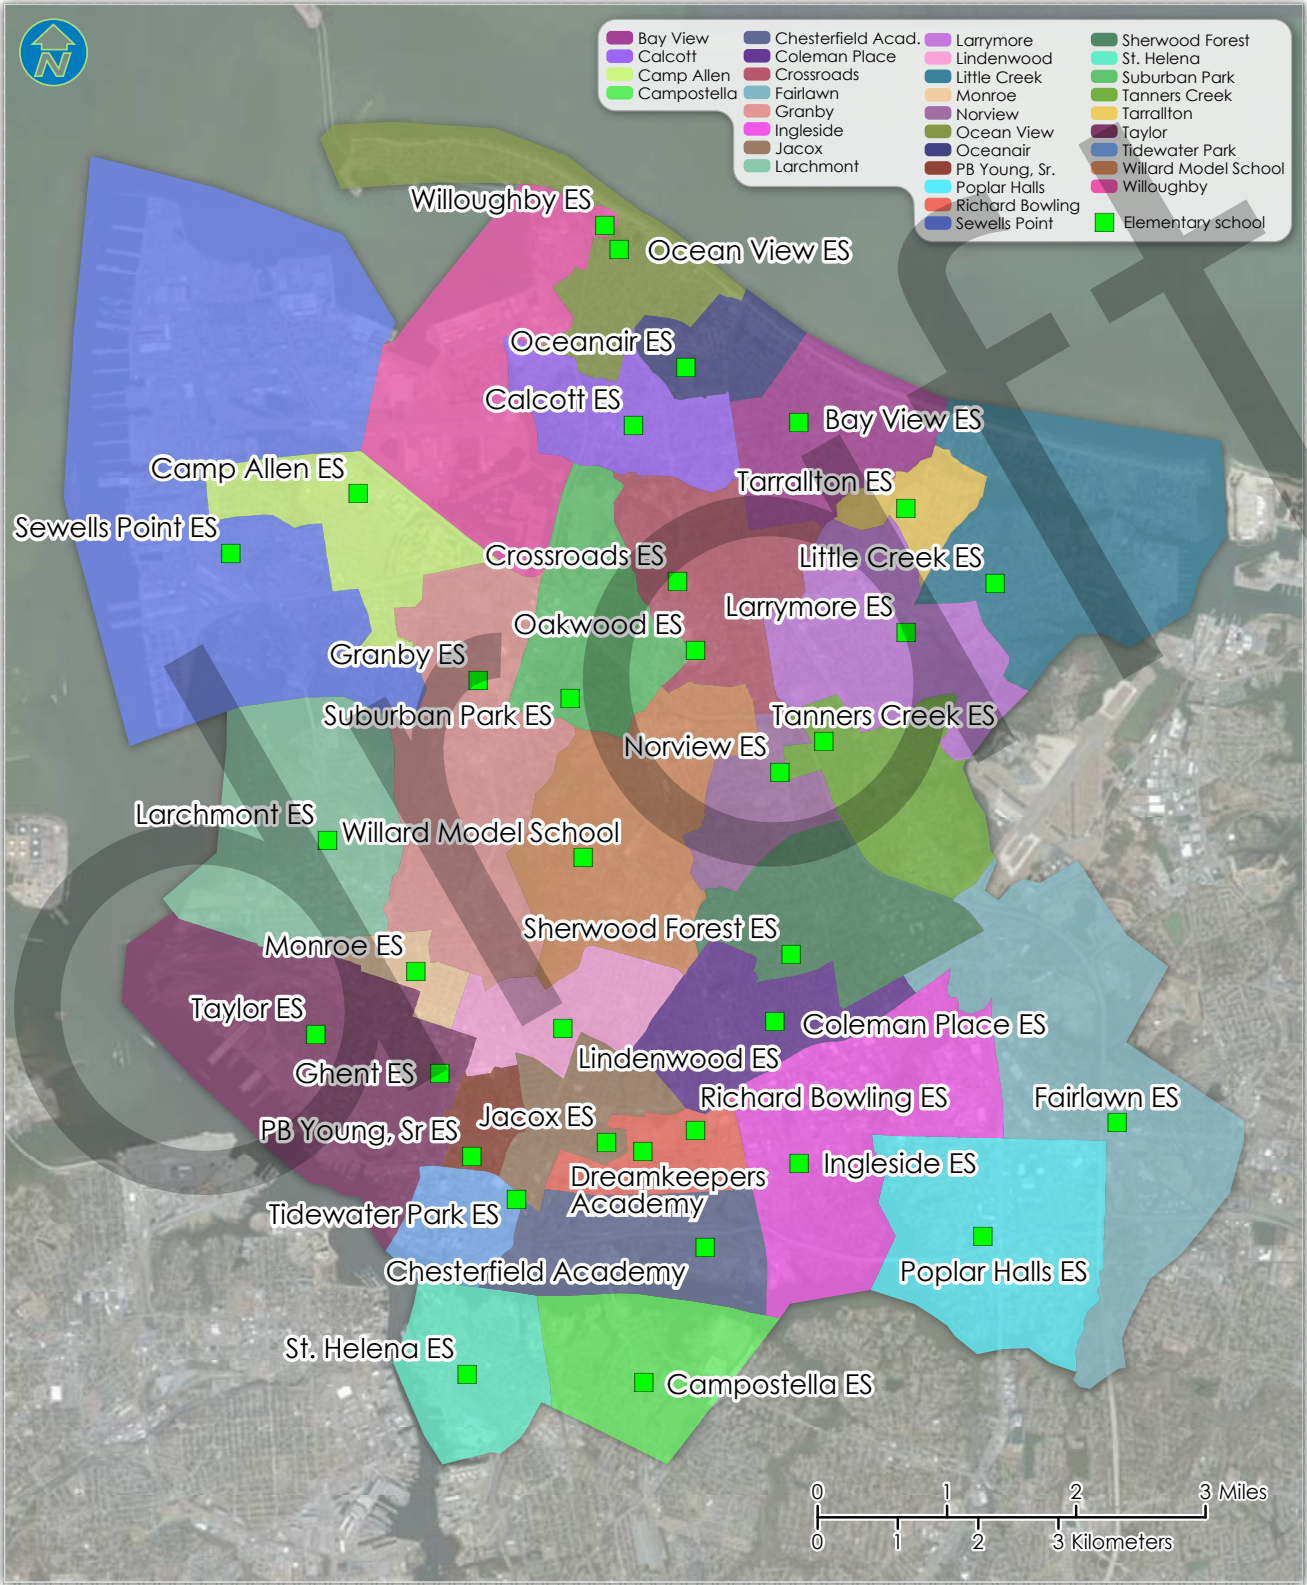 N
Bay View
Calcott
Camp Allen
Campostella
Chesterfield Acad.
Coleman Place
Crossroads
Fairlawn
Granby
Ingleside
Jacox
Larchmont
Larrymore
Lindenwood
Little Creek
Monroe
Norview
Ocean View
Oceanair
PB Young, Sr.
Poplar Halls
Richard Bowling
Sewells Point
Sherwood Forest
St. Helena
Suburban Park
Tanners Creek
Tarrallton
Taylor
Tidewater Park
Willard Model School
Willoughby
Elementary school
Willoughby ES
Ocean View ES
Oceanair ES
Calcott ES
Bay View ES
Camp Allen ES
Tarrallton ES
Sewells Point ES
Crossroads ES
Little Creek ES
Larrymore ES
Oakwood ES
Granby ES
Suburban Park ES
Tanners Creek ES
Norview ES
Larchmont ES
Willard Model School
Sherwood Forest ES
Monroe ES
Taylor ES
Coleman Place ES
Lindenwood ES
Ghent ES
Richard Bowling ES
Fairlawn ES
Jacox ES
PB Young, Sr ES
Ingleside ES
Dreamkeepers
Academy
Tidewater Park ES
Chesterfield Academy
Poplar Halls ES
St. Helena ES
Campostella ES
draft
0 1 2 3 Miles
0 1 2 3 Kilometers